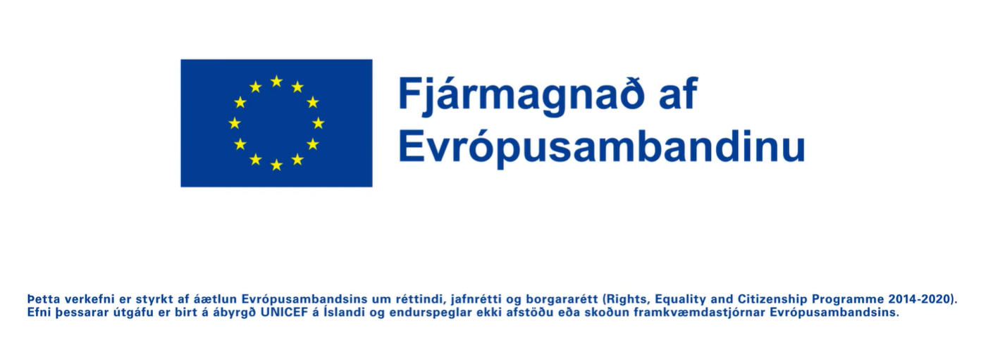 Fjármagnað af
Evrópusambandinu
Þetta verkefni er styrkt af áætlun Evrópusambandsins um réttindi, jafnrétti og borgararétt (Rights, Equality and Citizenship Programme 2014-2020).
Efni þessarar útgáfu er birt á ábyrgð UNICEF á Íslandi og endurspeglar ekki afstöðu eða skoðun framkvæmdastjórnar Evrópusambandsins.